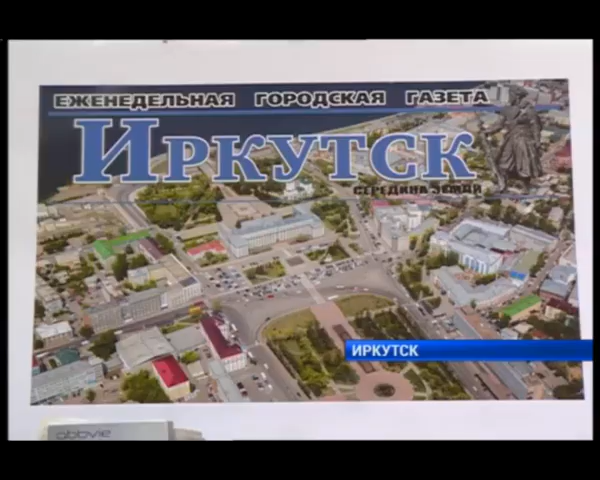 ЕЖЕНЕДЕЛЬНАЯ ГОРОДСКАЯ ГАЗЕТА
ИРКУТСК
СЕРЕДИНА ЗЕМЛИ
ИРКУТСК
abbvie